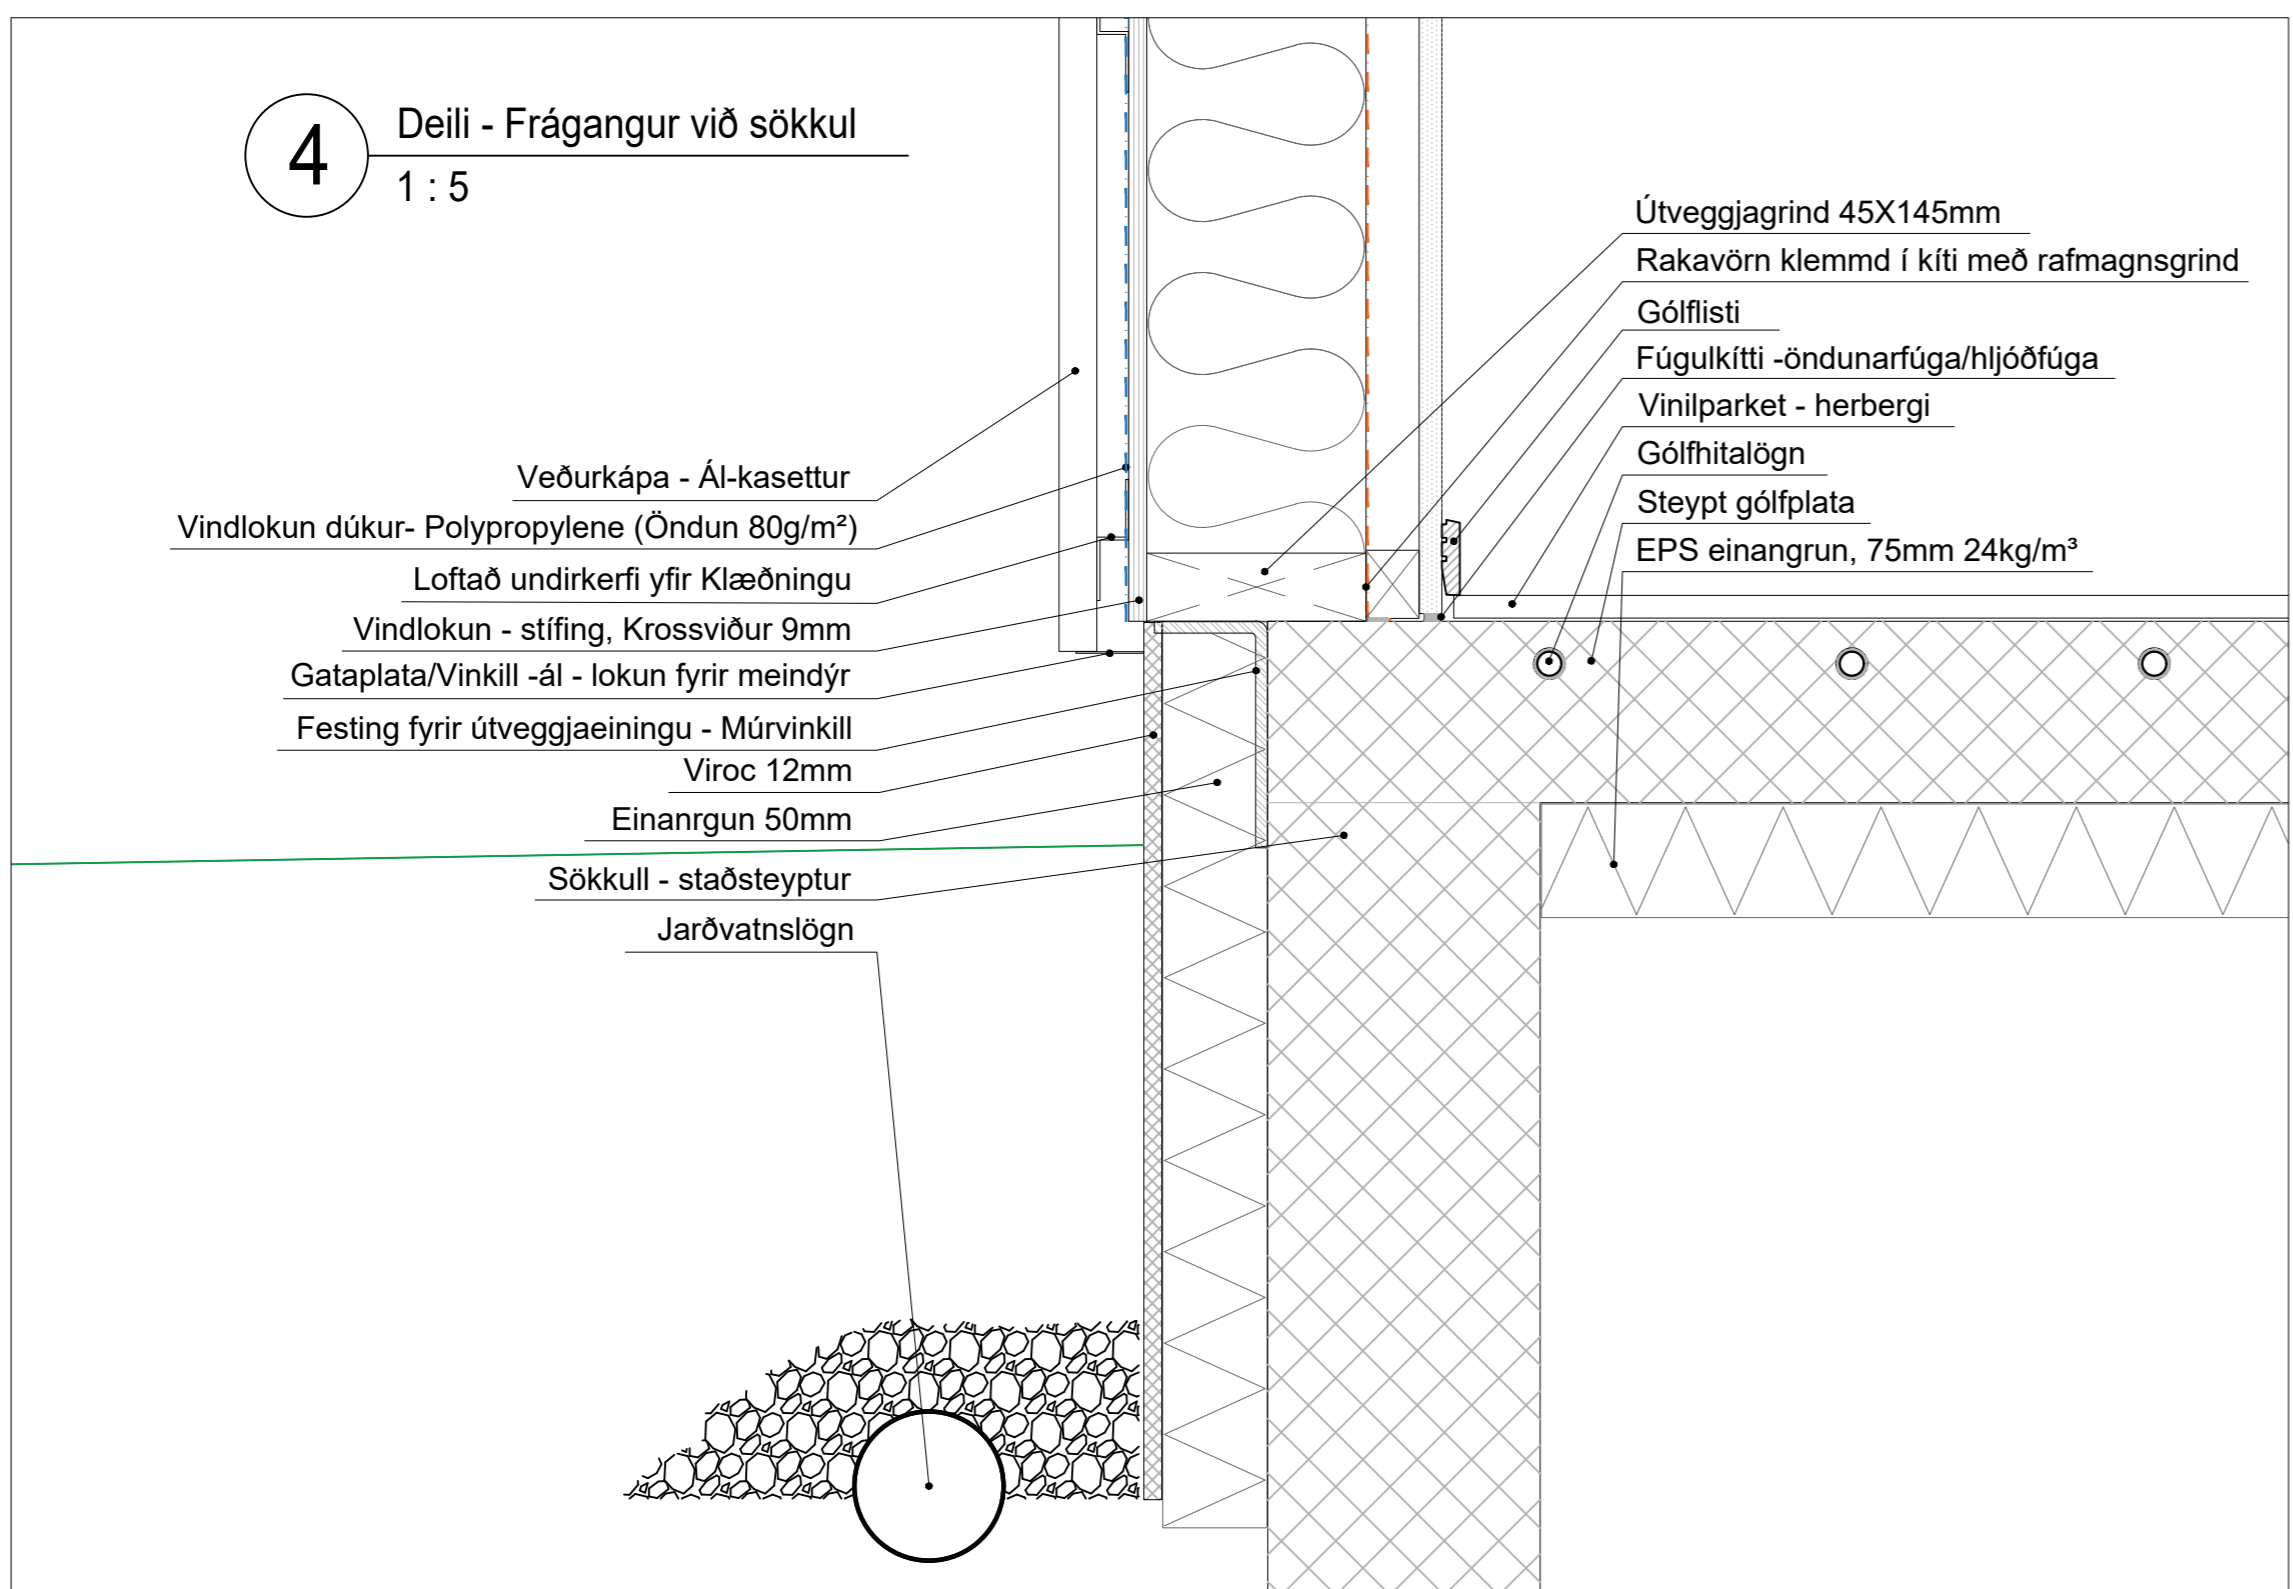 4
Deili - Frágangur við sökkul
1 : 5
Veðurkápa - Ál-kasettur
Vindlokun dúkur- Polypropylene (Öndun 80g/m²)
Loftað undirkerfi yfir Klæðningu
Vindlokun - stífing, Krossviður 9mm
Gataplata/Vinkill -ál - lokun fyrir meindýr
Festing fyrir útveggjaeiningu - Múrvinkill
Viroc 12mm
Einanrgun 50mm
Sökkull - staðsteyptur
Jarðvatnslögn
Útveggjagrind 45X145mm
Rakavörn klemmd í kíti með rafmagnsgrind
Gólflisti
Fúgulkítti -öndunarfúga/hljóðfúga
Vinilparket - herbergi
Gólfhitalögn
Steypt gólfplata
EPS einangrun, 75mm 24kg/m³